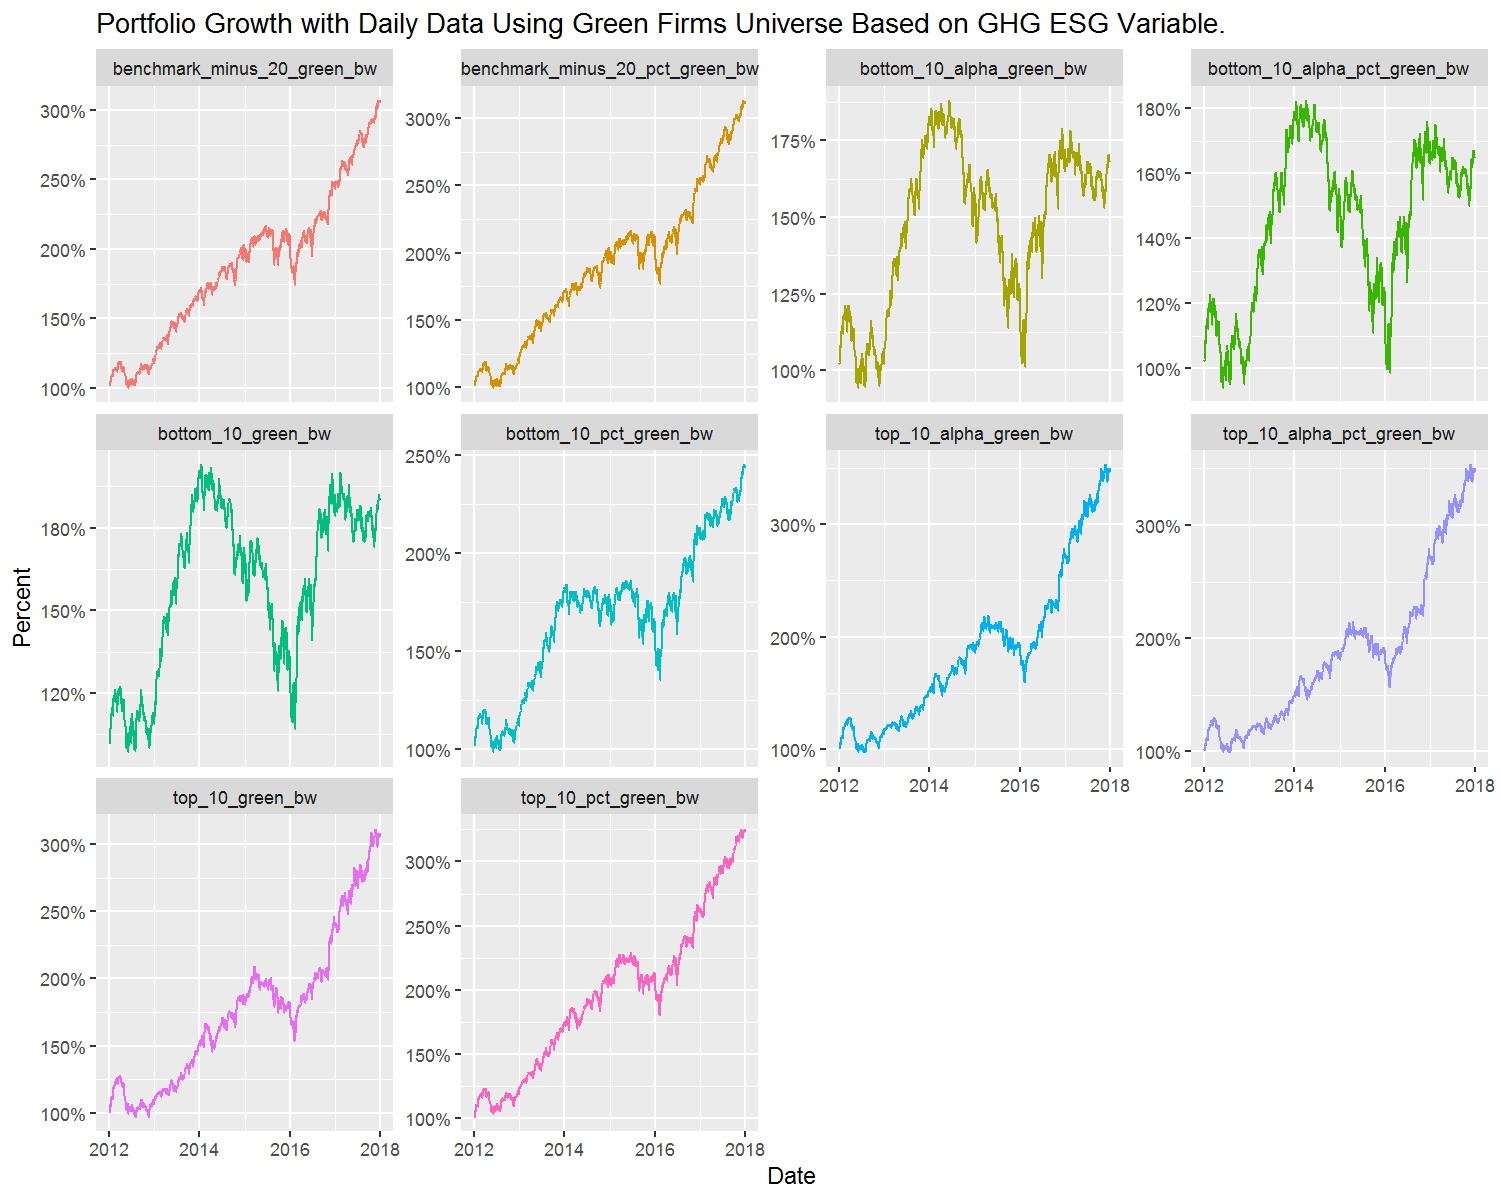 Portfolio Growth with Daily Data Using Green Firms Universe Based on GHG ESG Variable.
benchmark_minus_20_green_bw
benchmark_minus_20_pct_green_bw
bottom_10_alpha_green_bw
bottom_10_alpha_pct_green_bw
300%
250%
200%
150%
100%
300%
250%
200%
150%
100%
175%
150%
125%
100%
180%
160%
140%
120%
100%
bottom_10_green_bw
bottom_10_pct_green_bw
top_10_alpha_green_bw
top_10_alpha_pct_green_bw
180%
150%
120%
250%
200%
150%
100%
300%
200%
100%
300%
200%
100%
2012 2014 2016 2018
2012 2014 2016 2018
top_10_green_bw
top_10_pct_green_bw
300%
250%
200%
150%
100%
300%
250%
200%
150%
100%
2012 2014 2016 2018
2012 2014 2016 2018
Percent
Date